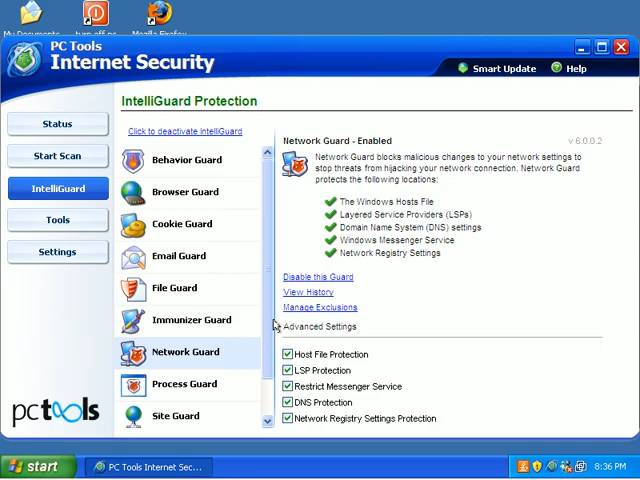 My Documents
turn off pc
Mozilla Firefox
PC Tools
Internet Security
Smart Update
Help
IntelliGuard Protection
Status
Start Scan
IntelliGuard
Tools
Settings
pctools
Click to deactivate IntelliGuard
Behavior Guard
Browser Guard
Cookie Guard
Email Guard
File Guard
Immunizer Guard
Network Guard
Process Guard
Site Guard
Network Guard - Enabled
v 6.0.0.2
Network Guard blocks malicious changes to your network settings to
stop threats from hijacking your network connection. Network Guard
protects the following locations:
The Windows Hosts File
Layered Service Providers (LSPs)
Domain Name System (DNS) settings
Windows Messenger Service
Network Registry Settings
Disable this Guard
View History
Manage Exclusions
Advanced Settings
Host File Protection
LSP Protection
Restrict Messenger Service
DNS Protection
Network Registry Settings Protection
start
PC Tools Internet Sec...
8:36 PM